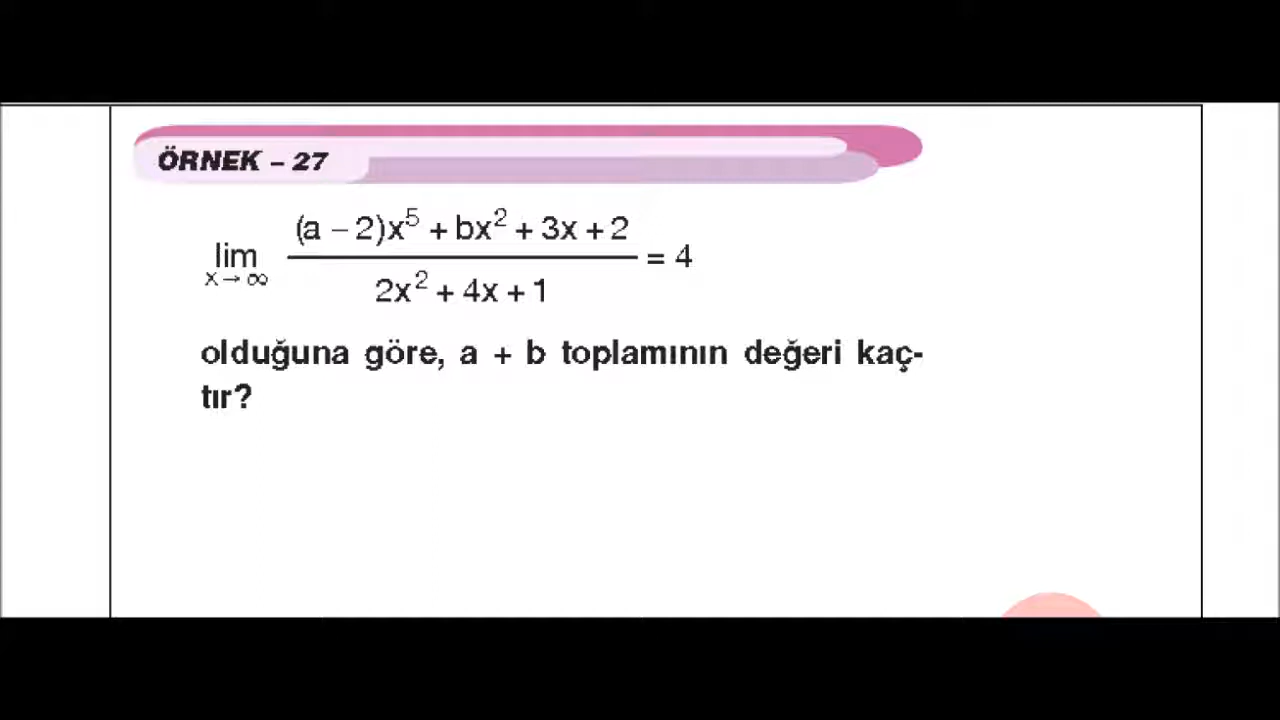 ÖRNEK – 27
lim x→∞ (a – 2)x⁵ + bx² + 3x + 2 / 2x² + 4x + 1 = 4
olduğuna göre, a + b toplamının değeri kaç-
tır?